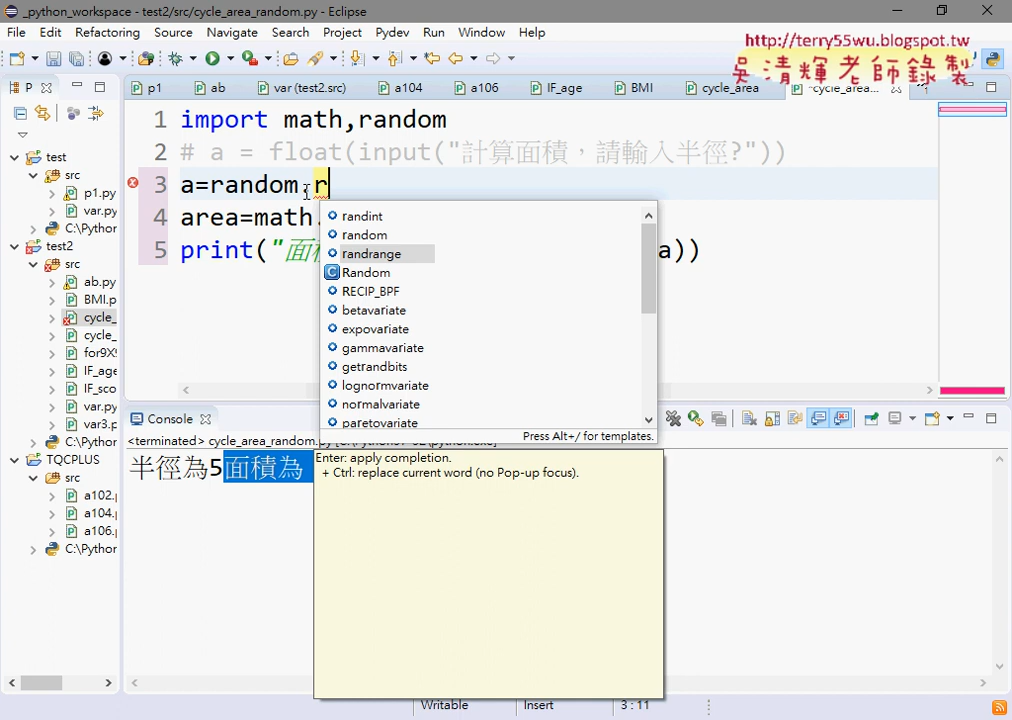 _python_workspace - test2/src/cycle_area_random.py - Eclipse
File Edit Refactoring Source Navigate Search Project Pydev Run Window Help
http://terry55wu.blogspot.tw
吳清輝老師錄製
P
p1 ab var (test2.src) a104 a106 IF_age BMI cycle_area *cycle_area...
test
src
p1.py
var.py
C:\Python
test2
src
ab.py
BMI.p
cycle_
cycle_
for9X9
IF_age
IF_sco
var.py
var3.p
C:\Python
TQCPLUS
src
a102.p
a104.p
a106.p
C:\Python
1 import math,random
2 # a = float(input("計算面積，請輸入半徑?"))
3 a=random.r
4 area=math.
5 print("面積 a))
randint
random
randrange
Random
RECIP_BPF
betavariate
expovariate
gammavariate
getrandbits
lognormvariate
normalvariate
paretovariate
Press Alt+/ for templates.
Enter: apply completion.
+ Ctrl: replace current word (no Pop-up focus).
Console
<terminated> cycle_area_random.py
半徑為5面積為
Writable Insert 3 : 11